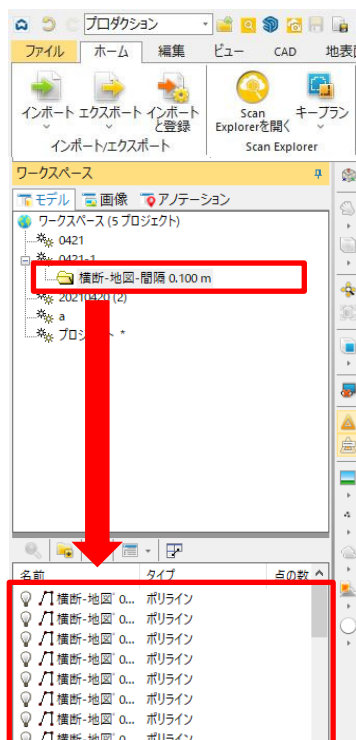 プロダクション
ファイル ホーム 編集 ビュー CAD 地表
インポート エクスポート インポートと登録 Scan Explorerを開く キープラン
インポート/エクスポート Scan Explorer
ワークスペース
モデル 画像 アノテーション
ワークスペース (5 プロジェクト)
0421
0421-1
横断-地図-間隔 0.100 m
20210420 (2)
a
名前 タイプ 点の数
横断-地図' 0... ポリライン
横断-地図' 0... ポリライン
横断-地図' 0... ポリライン
横断-地図' 0... ポリライン
横断-地図' 0... ポリライン
横断-地図' 0... ポリライン
横断-地図' 0... ポリライン